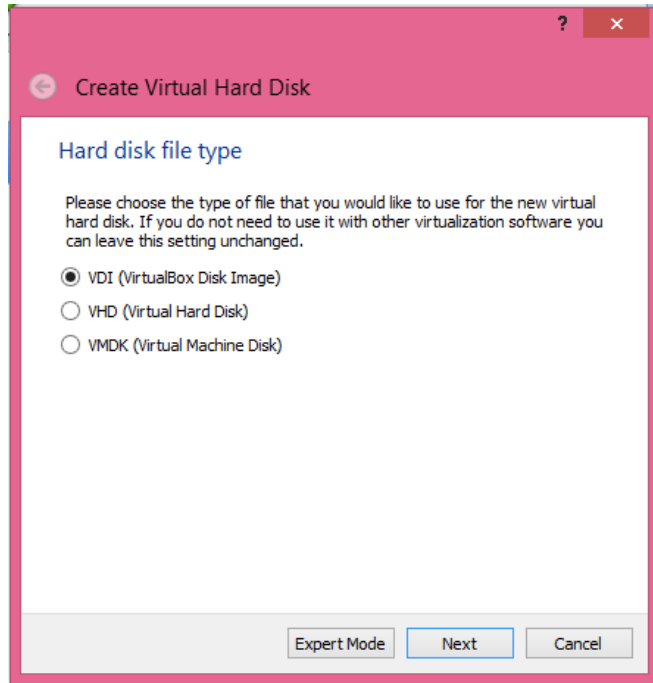 ?
Create Virtual Hard Disk
Hard disk file type
Please choose the type of file that you would like to use for the new virtual
hard disk. If you do not need to use it with other virtualization software you
can leave this setting unchanged.
VDI (VirtualBox Disk Image)
VHD (Virtual Hard Disk)
VMDK (Virtual Machine Disk)
Expert Mode Next Cancel